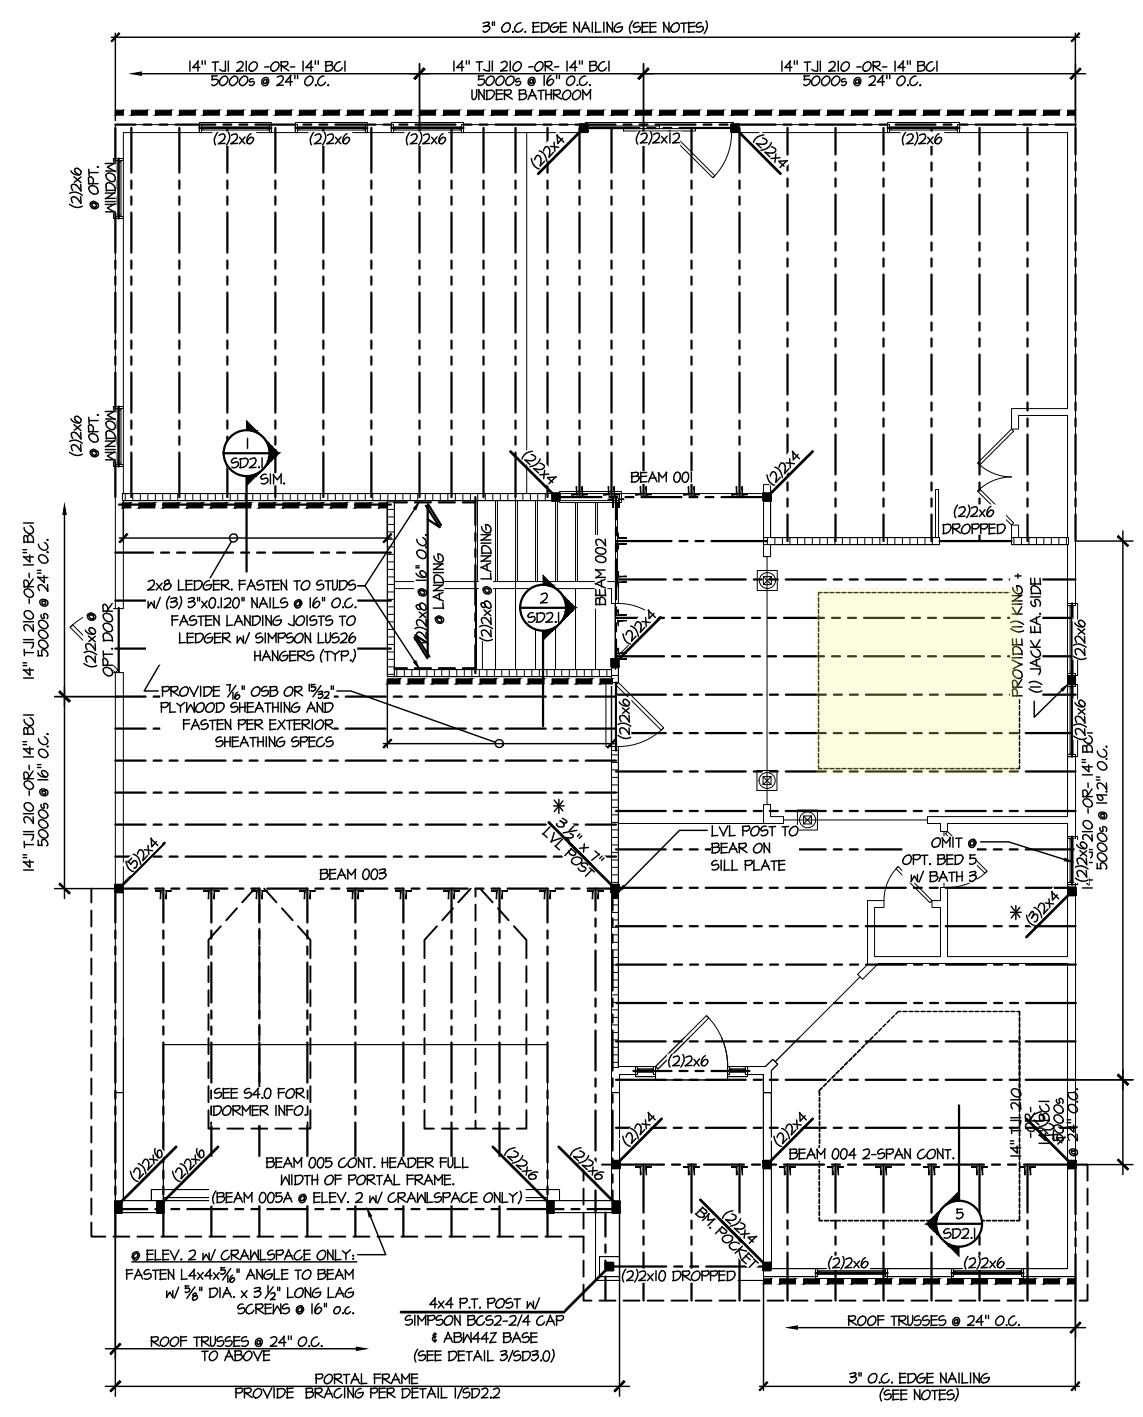 3" O.C. EDGE NAILING (SEE NOTES)
14" TJI 210 -OR- 14" BCI
5000s @ 24" O.C.
14" TJI 210 -OR- 14" BCI
5000s @ 16" O.C.
UNDER BATHROOM
14" TJI 210 -OR- 14" BCI
5000s @ 24" O.C.
(2)2x6
(2)2x6
(2)2x6
(2)2x4
(2)2x12
(2)2x4
(2)2x6
(2)2x6
@ OPT.
WINDOW
(2)2x6
@ OPT.
WINDOW
1
SD2.1
SIM.
(2)2x4
BEAM 001
(2)2x4
(2)2x6
DROPPED
14" TJI 210 -OR- 14" BCI
5000s @ 24" O.C.
2x8 LEDGER. FASTEN TO STUDS
w/ (3) 3"x0.120" NAILS @ 16" O.C.
FASTEN LANDING JOISTS TO
LEDGER w/ SIMPSON LUS26
HANGERS (TYP.)
(2)2x8 @ 16" O.C.
@ LANDING
(2)2x8 @ LANDING
2
SD2.1
BEAM 002
(2)2x4
PROVIDE (1) KING +
(1) JACK EA. SIDE
(2)2x6
(2)2x6
(2)2x6 @
OPT. DOOR
PROVIDE 7/16" OSB OR 15/32"
PLYWOOD SHEATHING AND
FASTEN PER EXTERIOR
SHEATHING SPECS
(2)2x6
14" TJI 210 -OR- 14" BCI
5000s @ 16" O.C.
14" TJI 210 -OR- 14" BCI
5000s @ 19.2" O.C.
*
3 1/2" x 7"
LVL POST
LVL POST TO
BEAR ON
SILL PLATE
OMIT @
OPT. BED 5
w/ BATH 3
(2)2x6
(5)2x4
BEAM 003
*
(3)2x4
(2)2x6
SEE S4.0 FOR
DORMER INFO.
(2)2x4
(2)2x4
BEAM 004 2-SPAN CONT.
14" TJI 210
-OR-
14" BCI
5000s
@ 24" O.C.
(2)2x6
(2)2x6
BEAM 005 CONT. HEADER FULL
WIDTH OF PORTAL FRAME.
(BEAM 005A @ ELEV. 2 w/ CRAWLSPACE ONLY)
(2)2x6
(2)2x6
(2)2x4
BM. POCKET
5
SD2.1
@ ELEV. 2 w/ CRAWLSPACE ONLY:
FASTEN L4x4x5/16" ANGLE TO BEAM
w/ 5/8" DIA. x 3 1/2" LONG LAG
SCREWS @ 16" o.c.
(2)2x10 DROPPED
(2)2x6
(2)2x6
4x4 P.T. POST w/
SIMPSON BCS2-2/4 CAP
& ABW44Z BASE
(SEE DETAIL 3/SD3.0)
ROOF TRUSSES @ 24" O.C.
ROOF TRUSSES @ 24" O.C.
TO ABOVE
PORTAL FRAME
PROVIDE BRACING PER DETAIL 1/SD2.2
3" O.C. EDGE NAILING
(SEE NOTES)